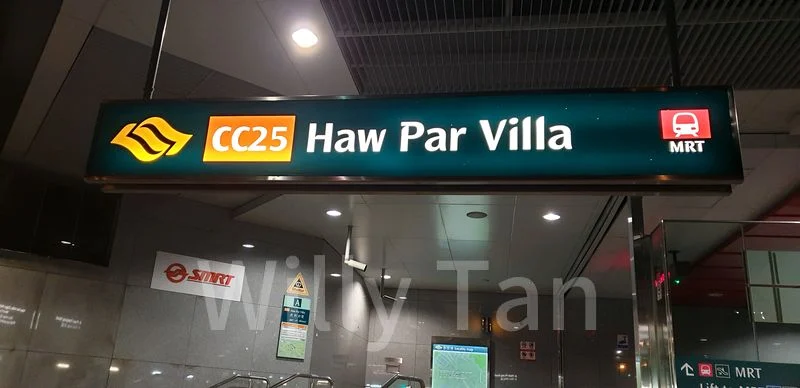 CC25 Haw Par Villa
MRT
SMRT
Willy Tan
A
MRT